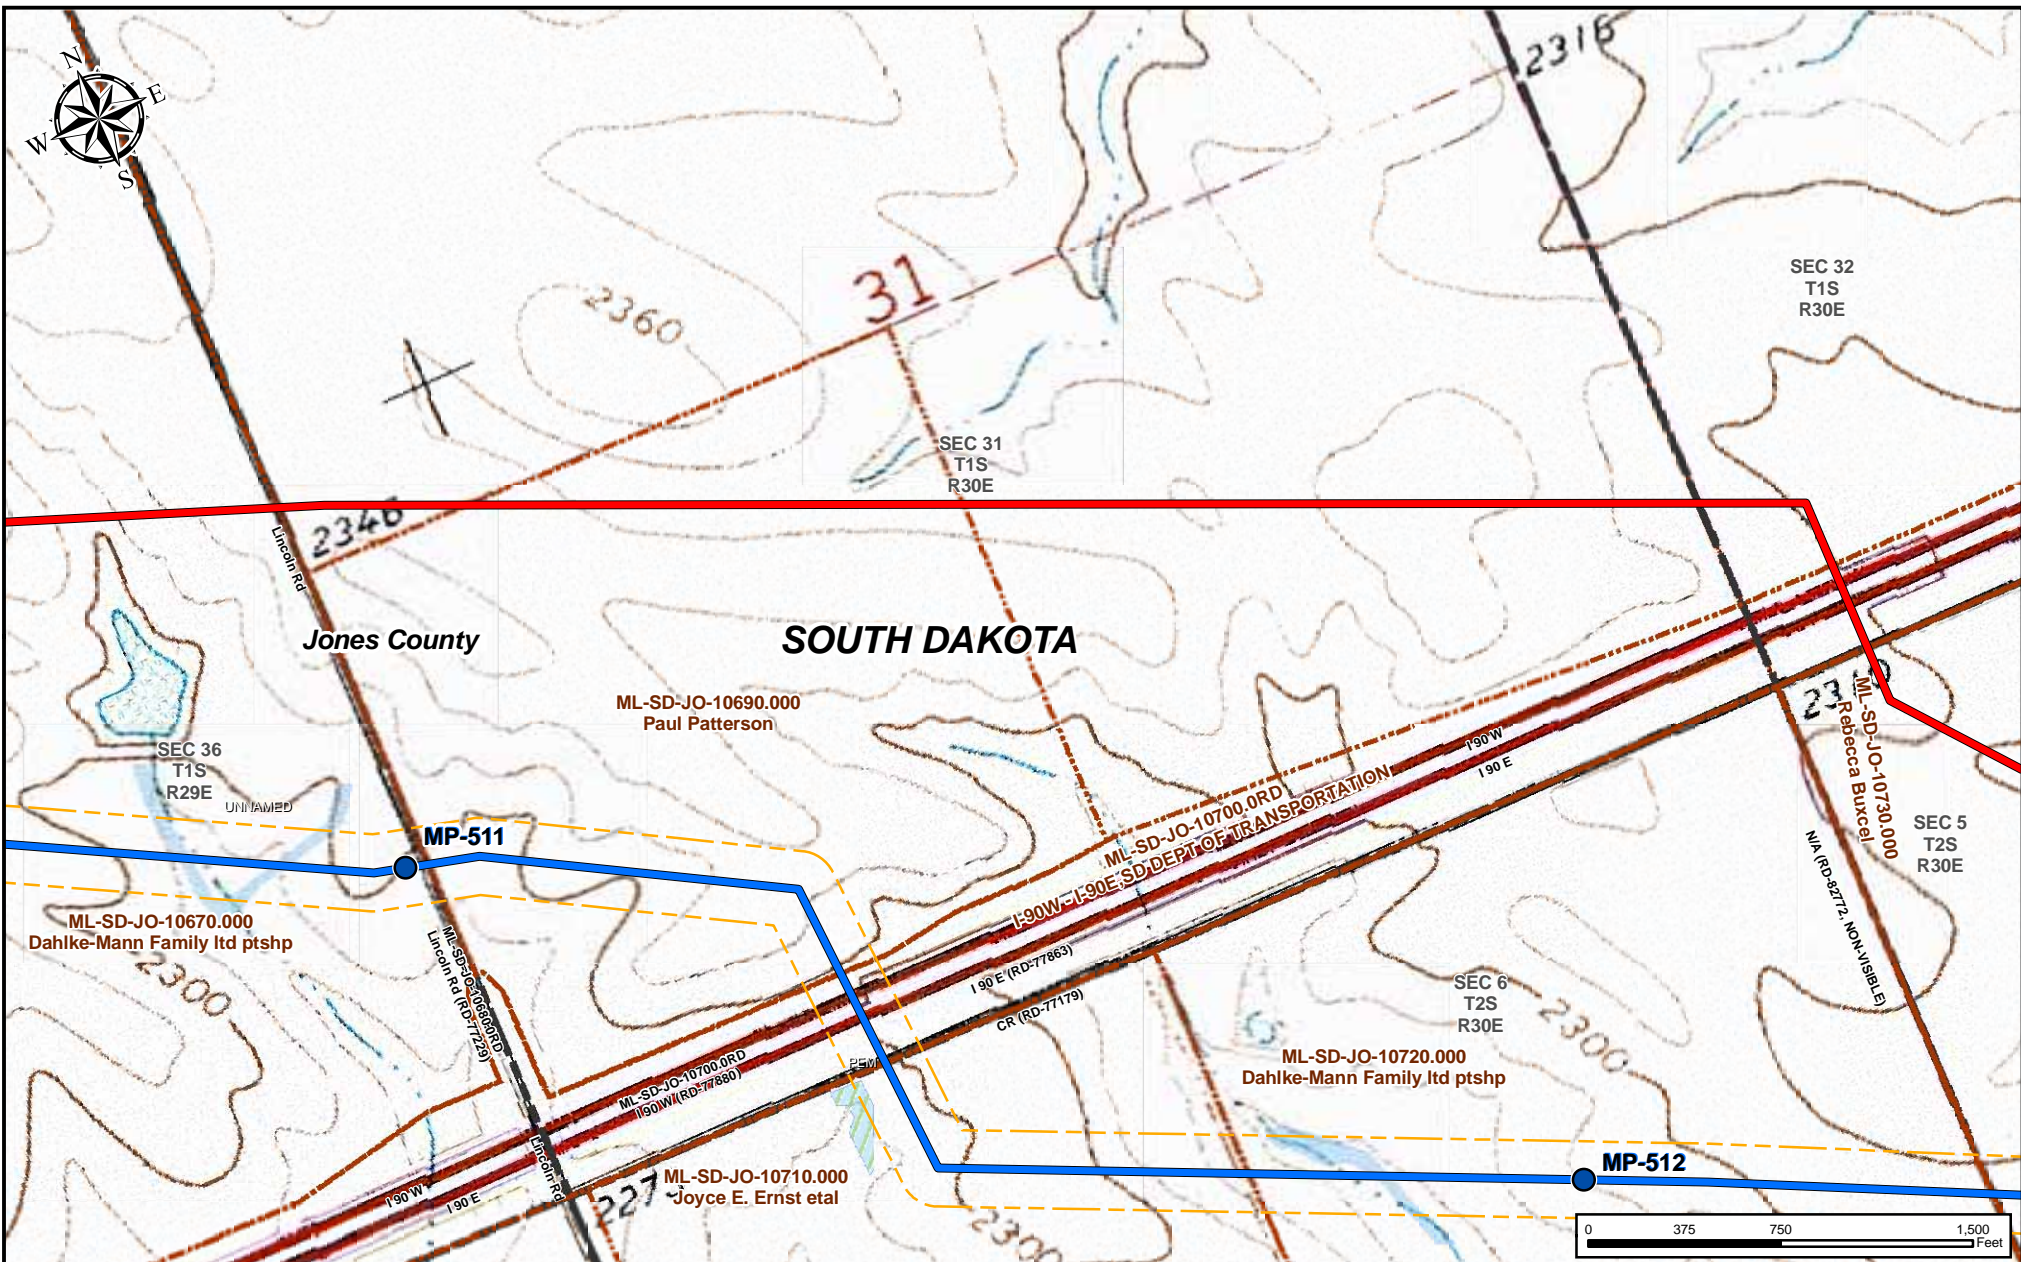 N
E
W
S
2316
SEC 32
T1S
R30E
31
2360
SEC 31
T1S
R30E
2346
Lincoln Rd
Jones County
SOUTH DAKOTA
ML-SD-JO-10690.000
Paul Patterson
ML-SD-JO-10730.000
Rebecca Buxcel
SEC 36
T1S
R29E
UNNAMED
I 90 W
I 90 E
ML-SD-JO-10700.0RD
I-90W - I-90E, SD DEPT OF TRANSPORTATION
MP-511
SEC 5
T2S
R30E
N/A (RD-82772, NON-VISIBLE)
ML-SD-JO-10670.000
Dahlke-Mann Family ltd ptshp
2300
ML-SD-JO-10680.0RD
Lincoln Rd (RD-77229)
I 90 E (RD-77863)
CR (RD-77179)
SEC 6
T2S
R30E
2300
ML-SD-JO-10720.000
Dahlke-Mann Family ltd ptshp
PEM
ML-SD-JO-10700.0RD
I 90 W (RD-77880)
Lincoln Rd
ML-SD-JO-10710.000
Joyce E. Ernst etal
MP-512
I 90 W
I 90 E
2300
0 375 750 1,500
Feet